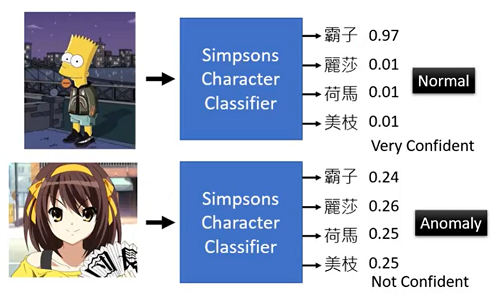 Simpsons
Character
Classifier
霸子 0.97
麗莎 0.01
荷馬 0.01
美枝 0.01
Normal
Very Confident
Simpsons
Character
Classifier
霸子 0.24
麗莎 0.26
荷馬 0.25
美枝 0.25
Anomaly
Not Confident